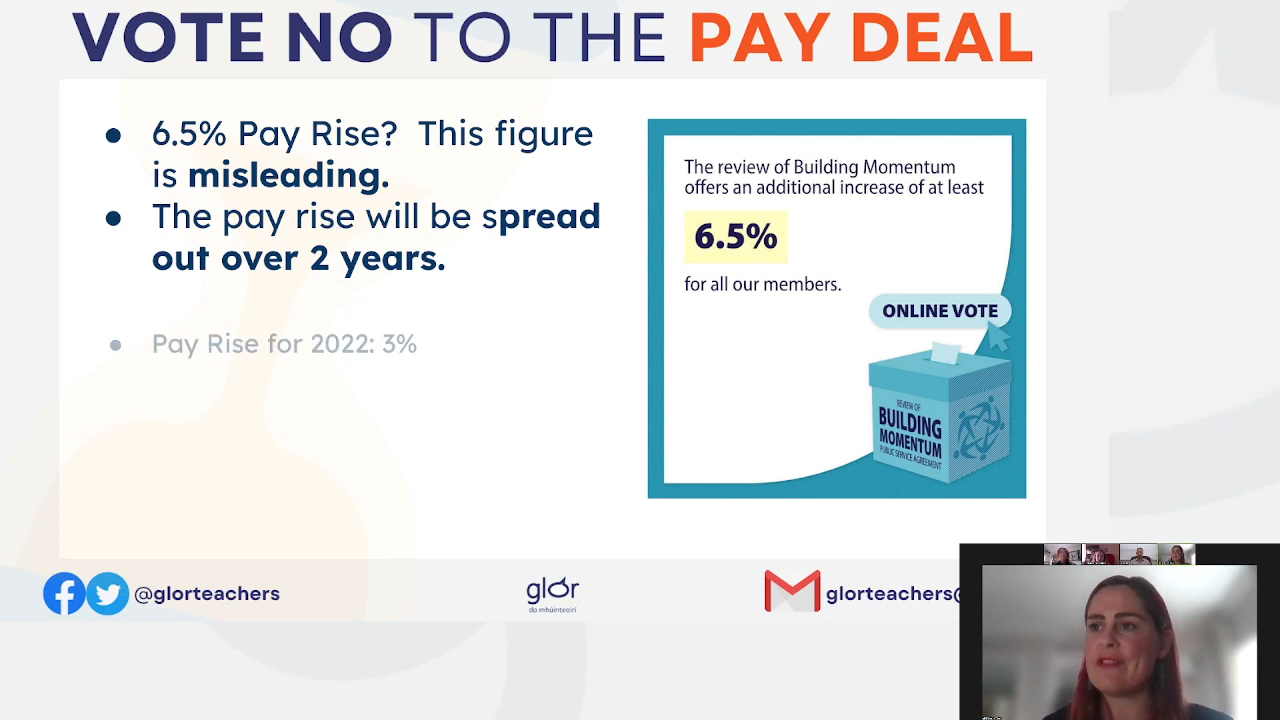 VOTE NO TO THE PAY DEAL
● 6.5% Pay Rise? This figure
is misleading.
● The pay rise will be spread
out over 2 years.
● Pay Rise for 2022: 3%
The review of Building Momentum
offers an additional increase of at least
6.5%
for all our members.
ONLINE VOTE
REVIEW OF
BUILDING
MOMENTUM
PUBLIC SERVICE AGREEMENT
@glorteachers
glór
do mhúinteoirí
glorteachers@